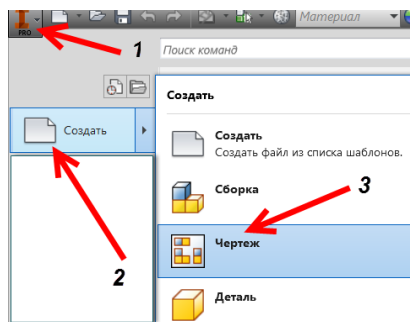 PRO
Материал
1
Поиск команд
Создать
Создать
Создать
Создать файл из списка шаблонов.
Сборка
3
Чертеж
2
Деталь